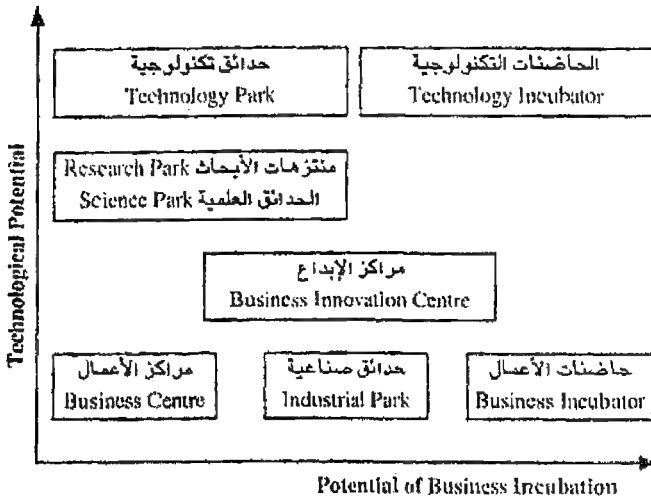 Technological Potential
حدائق تكنولوجية
Technology Park
الحاضنات التكنولوجية
Technology Incubator
Research Park منتزهات الأبحاث
Science Park الحدائق العلمية
مراكز الإبداع
Business Innovation Centre
مراكز الأعمال
Business Centre
حدائق صناعية
Industrial Park
حاضنات الأعمال
Business Incubator
Potential of Business Incubation